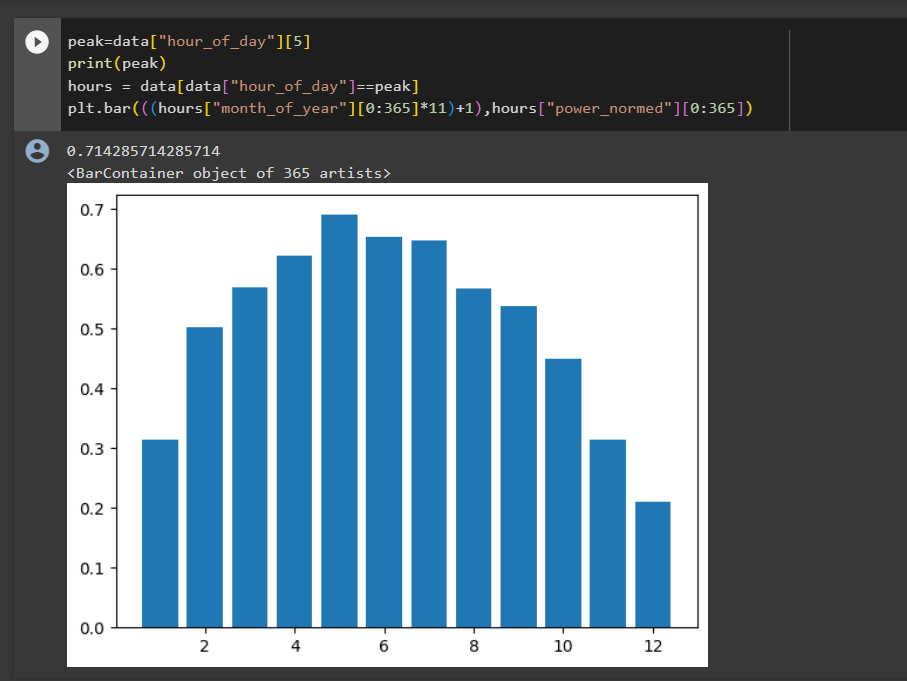 peak=data["hour_of_day"][5]
print(peak)
hours = data[data["hour_of_day"]==peak]
plt.bar(((hours["month_of_year"][0:365]*11)+1),hours["power_normed"][0:365])
0.714285714285714
<BarContainer object of 365 artists>
0.7
0.6
0.5
0.4
0.3
0.2
0.1
0.0
2 4 6 8 10 12